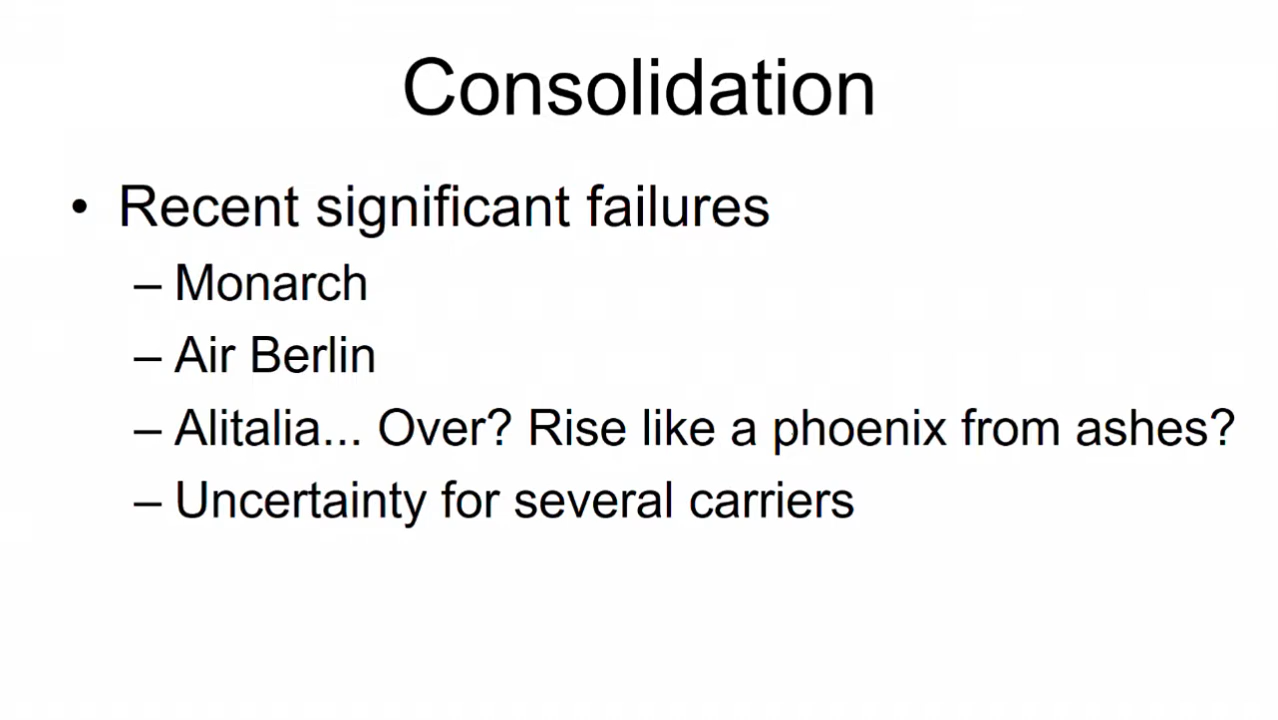 Consolidation
• Recent significant failures
– Monarch
– Air Berlin
– Alitalia... Over? Rise like a phoenix from ashes?
– Uncertainty for several carriers